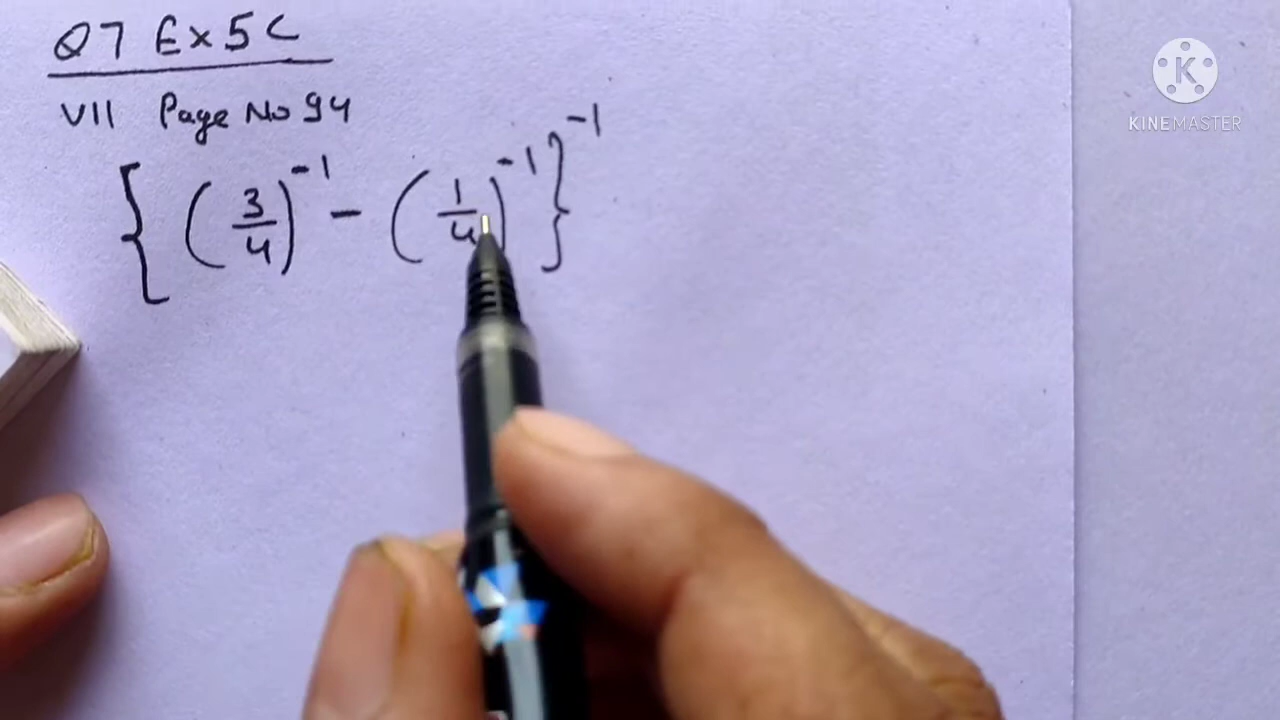 Q7 Ex 5C
VII Page No 94
{(3/4)^-1 - (1/4)^-1}^-1
K
KINEMASTER